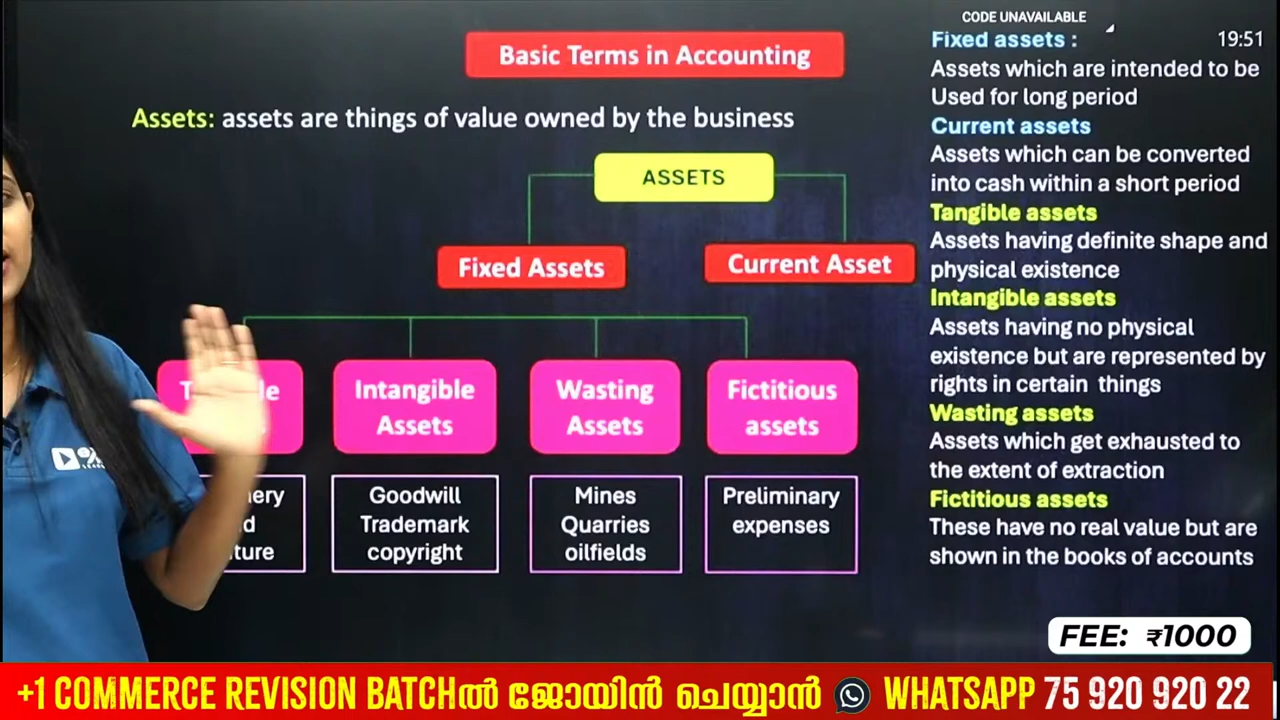 CODE UNAVAILABLE
19:51
Basic Terms in Accounting
Assets: assets are things of value owned by the business
ASSETS
Fixed Assets
Current Asset
Intangible
Assets
Wasting
Assets
Fictitious
assets
Goodwill
Trademark
copyright
Mines
Quarries
oilfields
Preliminary
expenses
Fixed assets :
Assets which are intended to be
Used for long period
Current assets
Assets which can be converted
into cash within a short period
Tangible assets
Assets having definite shape and
physical existence
Intangible assets
Assets having no physical
existence but are represented by
rights in certain things
Wasting assets
Assets which get exhausted to
the extent of extraction
Fictitious assets
These have no real value but are
shown in the books of accounts
FEE: ₹1000
+1 COMMERCE REVISION BATCHൽ ജോയിൻ ചെയ്യാൻ WHATSAPP 75 920 920 22